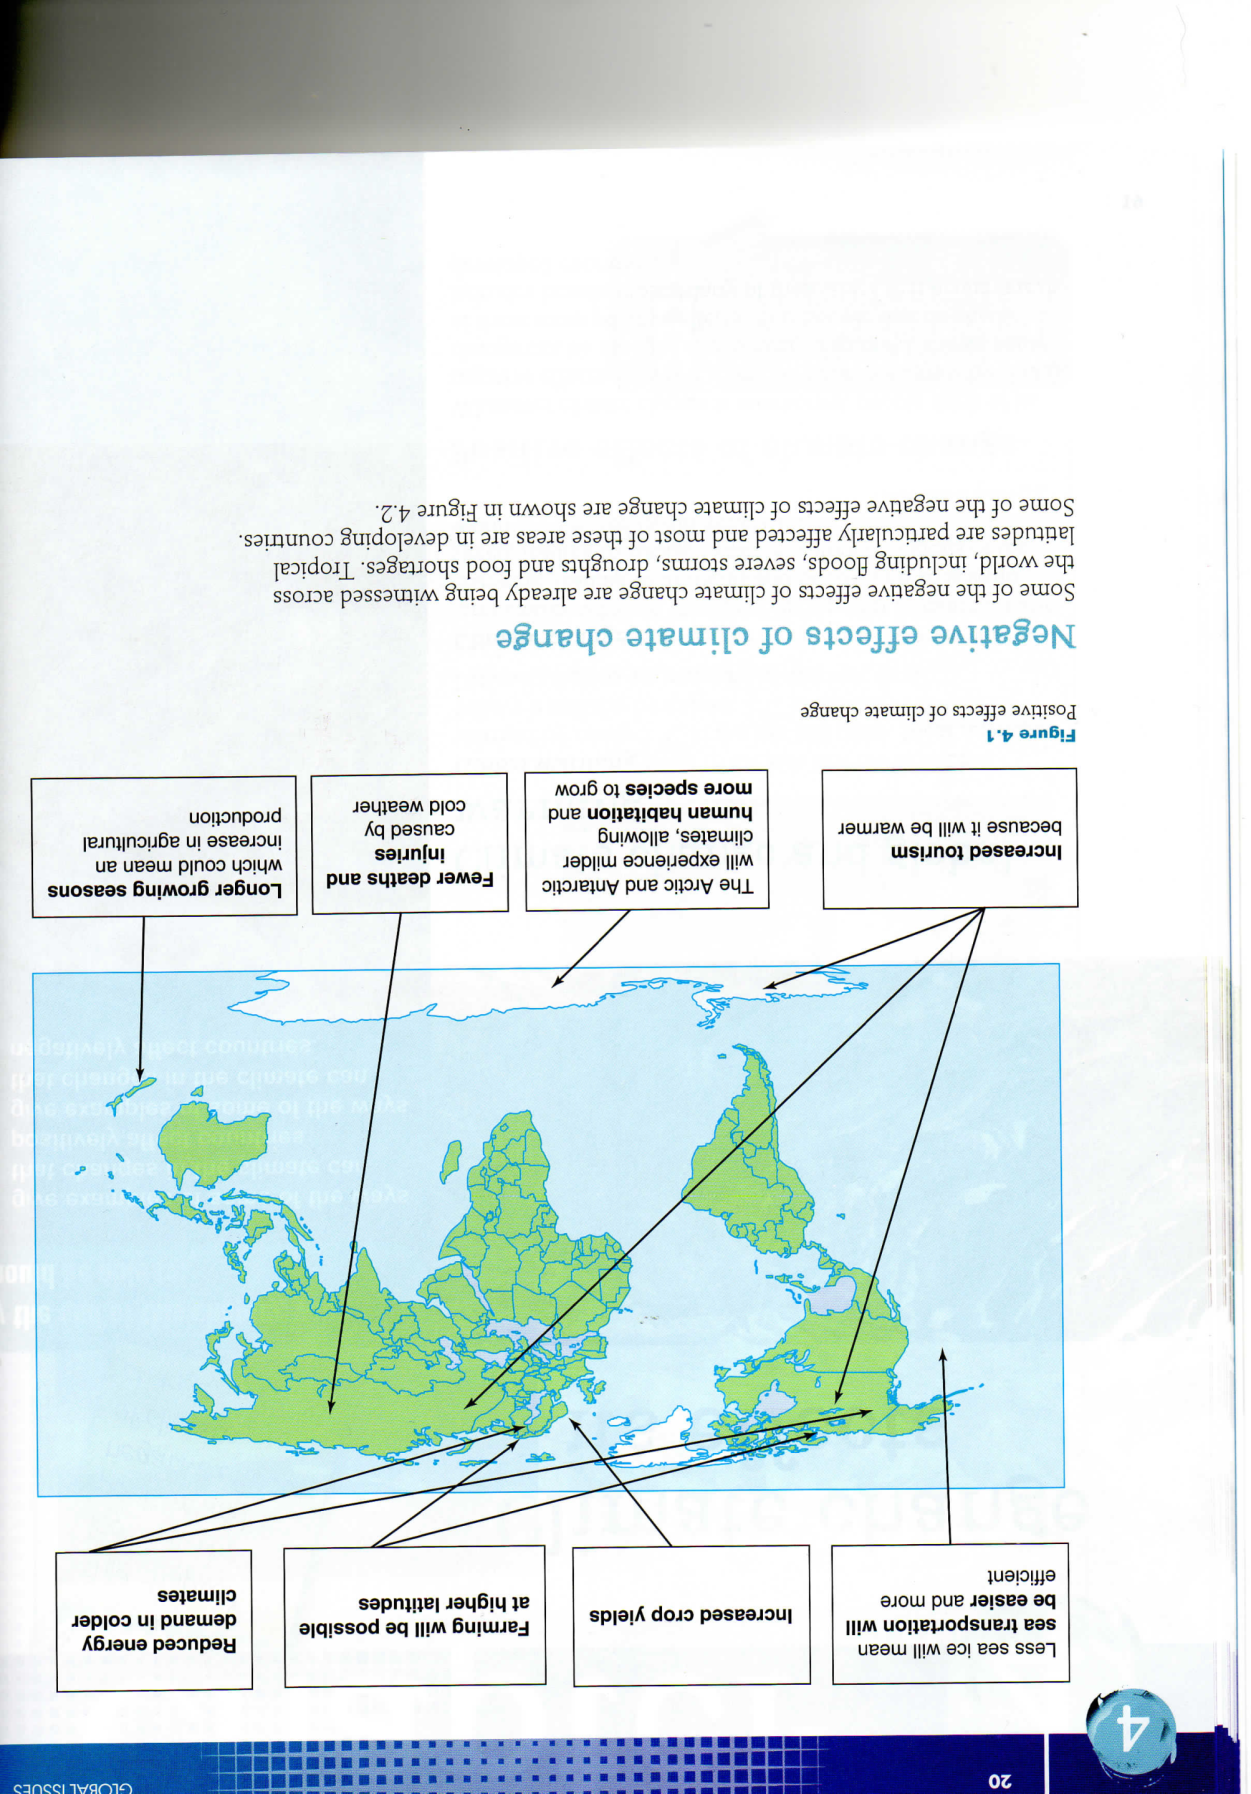 20
GLOBAL ISSUES
4
Less sea ice will mean
sea transportation will
be easier and more
efficient
Increased crop yields
Farming will be possible
at higher latitudes
Reduced energy
demand in colder
climates
Increased tourism
because it will be warmer
The Arctic and Antarctic
will experience milder
climates, allowing
human habitation and
more species to grow
Fewer deaths and
injuries
caused by
cold weather
Longer growing seasons
which could mean an
increase in agricultural
production
Figure 4.1
Positive effects of climate change
Negative effects of climate change
Some of the negative effects of climate change are already being witnessed across
the world, including floods, severe storms, droughts and food shortages. Tropical
latitudes are particularly affected and most of these areas are in developing countries.
Some of the negative effects of climate change are shown in Figure 4.2.